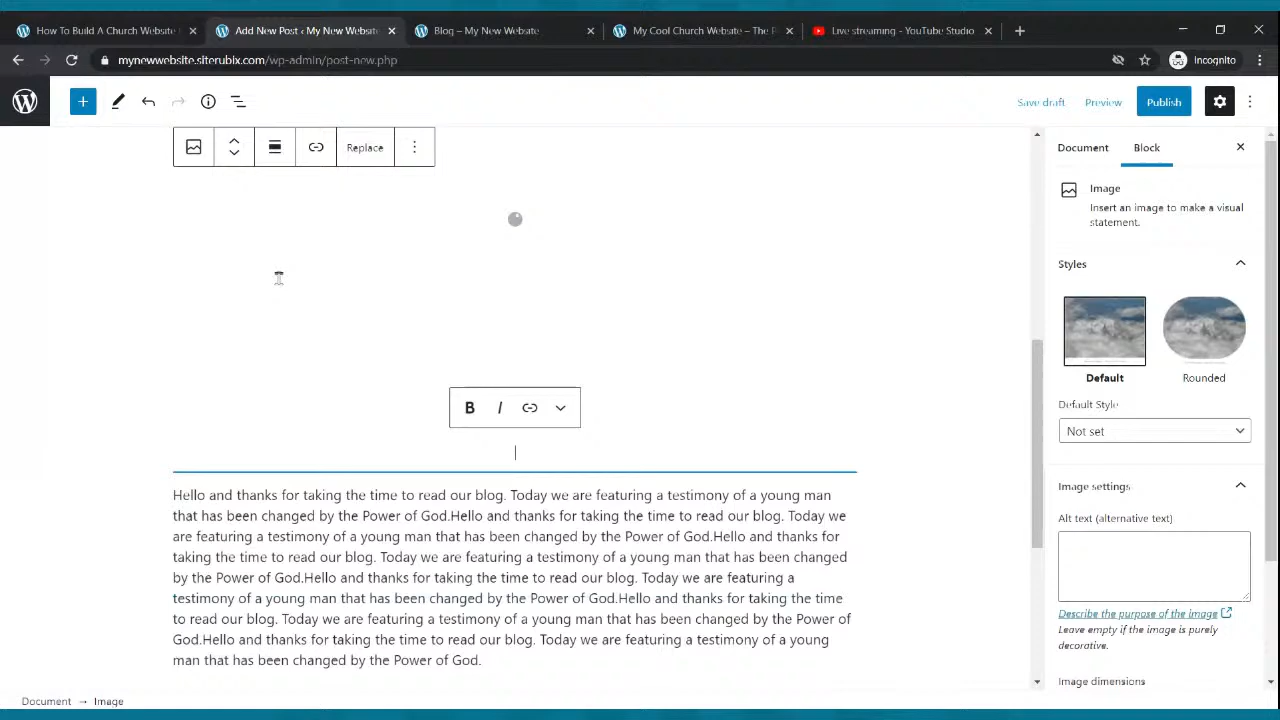 How To Build A Church Website
Add New Post ‹ My New Website
Blog – My New Website
My Cool Church Website – The P
Live streaming - YouTube Studio
mynewwebsite.siterubix.com/wp-admin/post-new.php
Incognito
Save draft
Preview
Publish
Replace
Document
Block
Image
Insert an image to make a visual
statement.
Styles
Default
Rounded
Default Style
Not set
Image settings
Alt text (alternative text)
Describe the purpose of the image
Leave empty if the image is purely
decorative.
Image dimensions
B I
Hello and thanks for taking the time to read our blog. Today we are featuring a testimony of a young man
that has been changed by the Power of God.Hello and thanks for taking the time to read our blog. Today we
are featuring a testimony of a young man that has been changed by the Power of God.Hello and thanks for
taking the time to read our blog. Today we are featuring a testimony of a young man that has been changed
by the Power of God.Hello and thanks for taking the time to read our blog. Today we are featuring a
testimony of a young man that has been changed by the Power of God.Hello and thanks for taking the time
to read our blog. Today we are featuring a testimony of a young man that has been changed by the Power of
God.Hello and thanks for taking the time to read our blog. Today we are featuring a testimony of a young
man that has been changed by the Power of God.
Document → Image